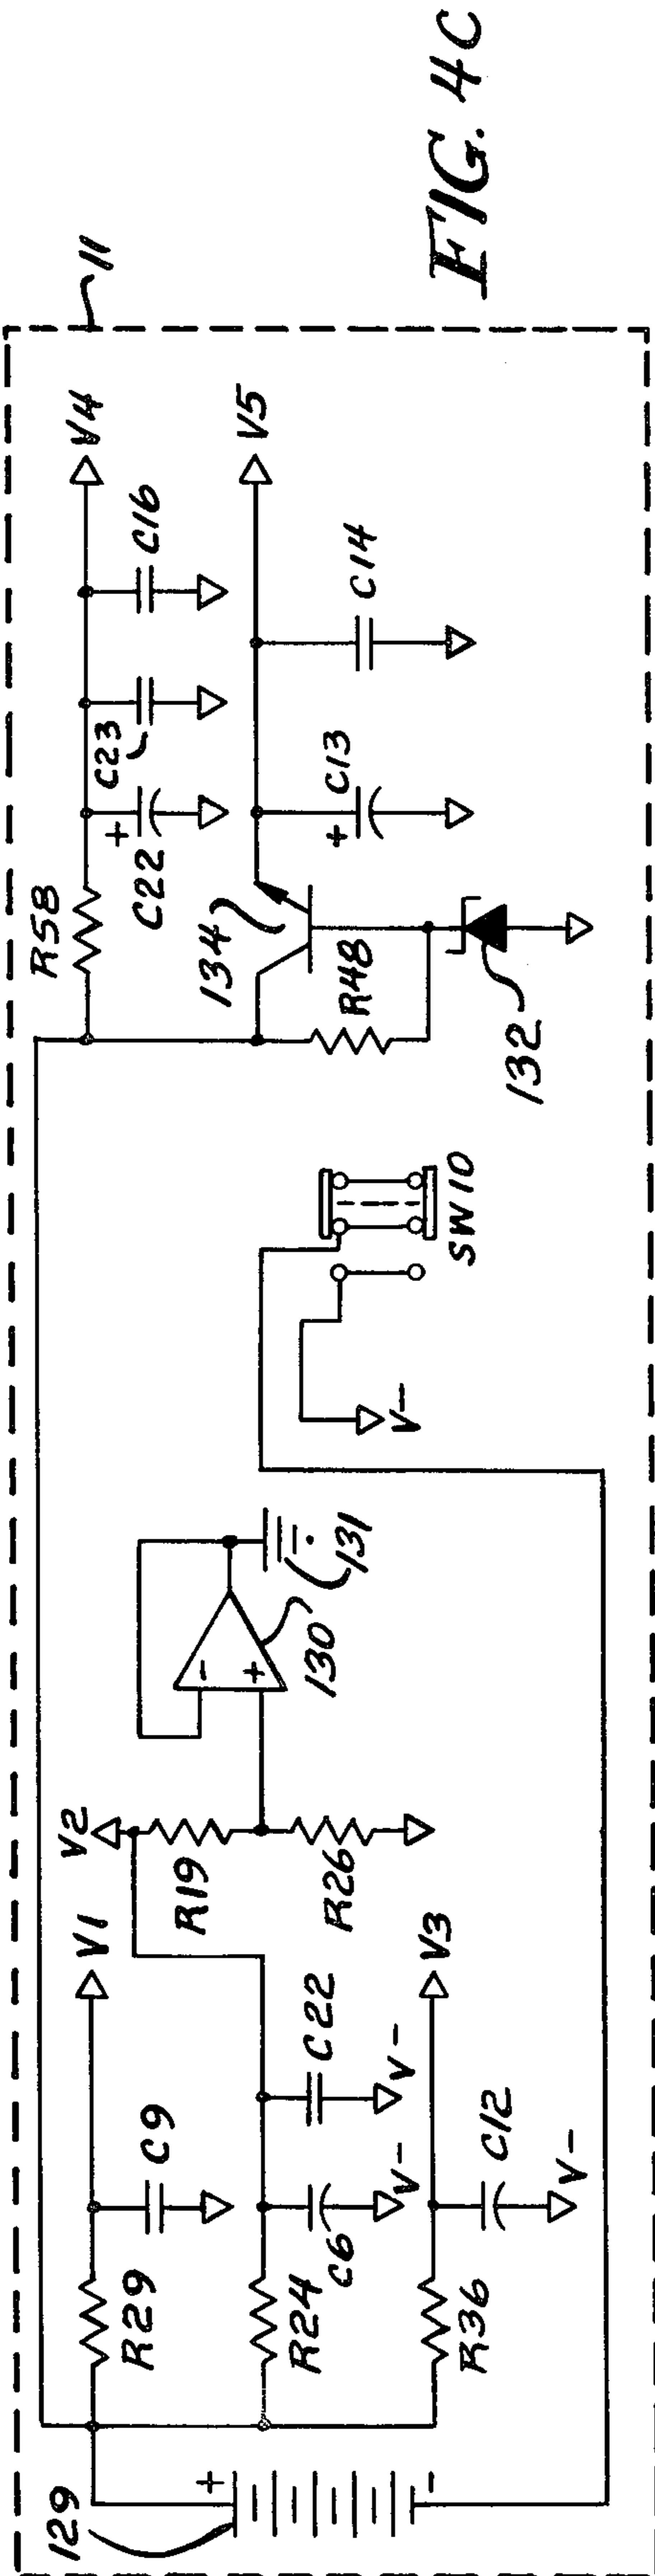 129
+
-
R29
C9
V1
R24
C6
V-
C22
V-
R36
C12
V-
V3
V2
R19
R26
-
+
130
131
V-
SW10
R58
+
C22
C23
C16
V4
134
R48
132
+
C13
C14
V5
11
FIG. 4C